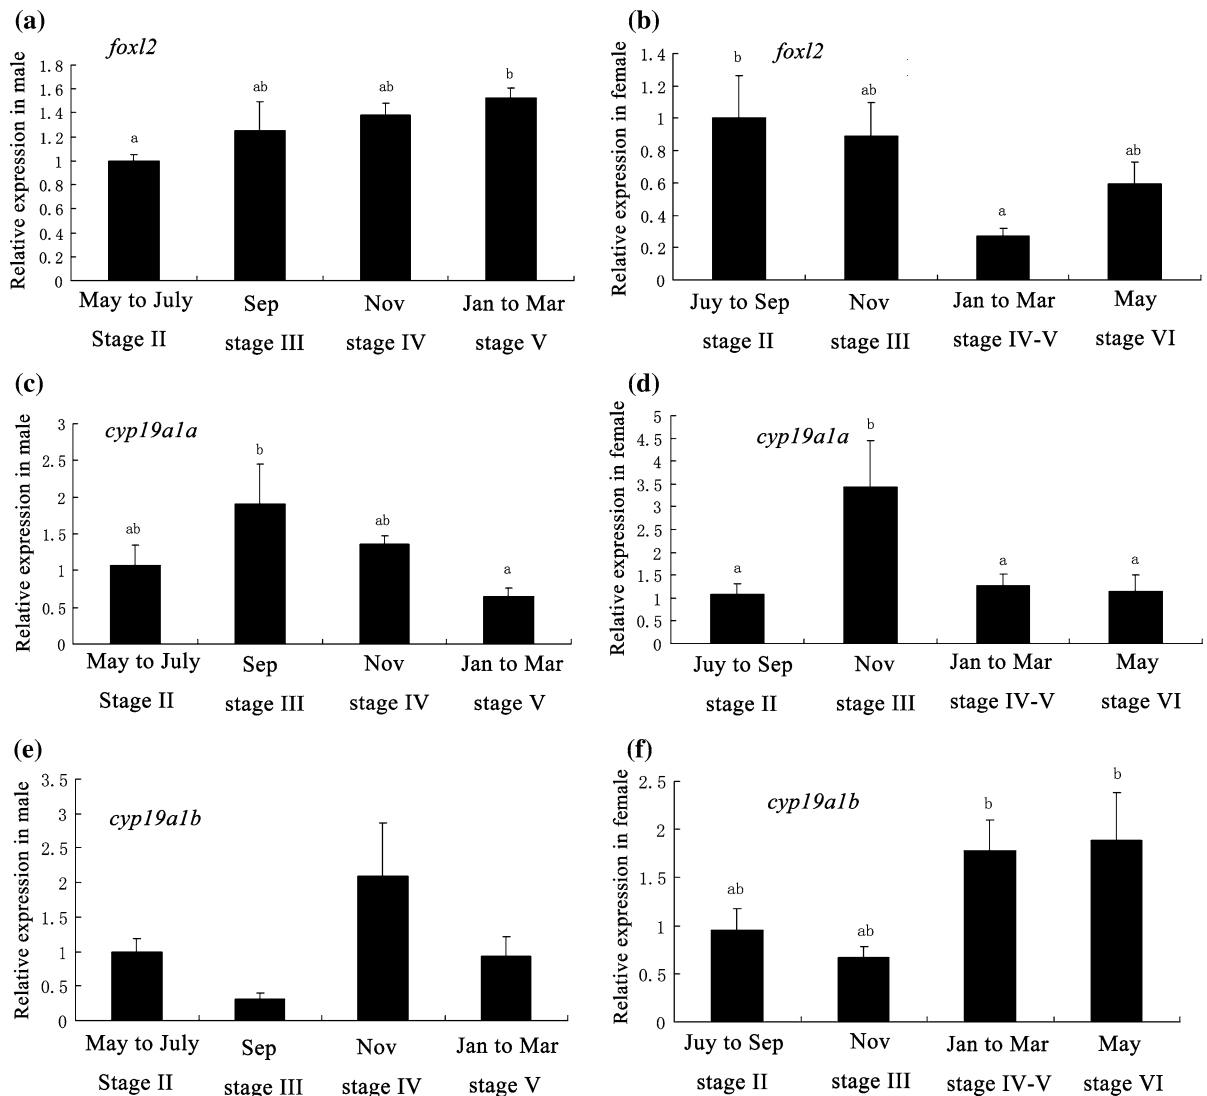 (a)
foxl2
Relative expression in male
1.8
1.6
1.4
1.2
1
0.8
0.6
0.4
0.2
0
a
ab
ab
b
May to July
Sep
Nov
Jan to Mar
Stage II
stage III
stage IV
stage V
(b)
foxl2
Relative expression in female
1.4
1.2
1
0.8
0.6
0.4
0.2
0
b
ab
a
ab
Juy to Sep
Nov
Jan to Mar
May
stage II
stage III
stage IV-V
stage VI
(c)
cyp19a1a
Relative expression in male
3
2.5
2
1.5
1
0.5
0
ab
b
ab
a
May to July
Sep
Nov
Jan to Mar
Stage II
stage III
stage IV
stage V
(d)
cyp19a1a
Relative expression in female
5
4.5
4
3.5
3
2.5
2
1.5
1
0.5
0
a
b
a
a
Juy to Sep
Nov
Jan to Mar
May
stage II
stage III
stage IV-V
stage VI
(e)
cyp19a1b
Relative expression in male
3.5
3
2.5
2
1.5
1
0.5
0
May to July
Sep
Nov
Jan to Mar
Stage II
stage III
stage IV
stage V
(f)
cyp19a1b
Relative expression in female
2.5
2
1.5
1
0.5
0
ab
ab
b
b
Juy to Sep
Nov
Jan to Mar
May
stage II
stage III
stage IV-V
stage VI